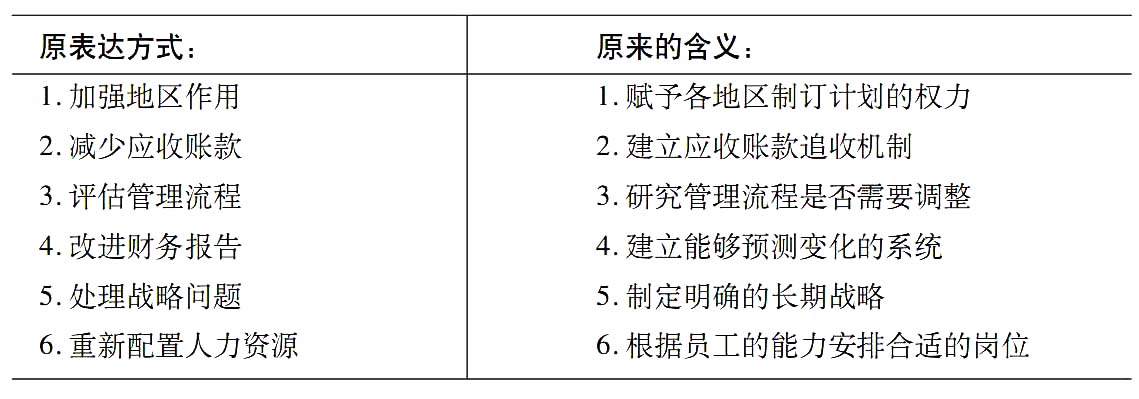 原表达方式： 原来的含义：
1. 加强地区作用 1. 赋予各地区制订计划的权力
2. 减少应收账款 2. 建立应收账款追收机制
3. 评估管理流程 3. 研究管理流程是否需要调整
4. 改进财务报告 4. 建立能够预测变化的系统
5. 处理战略问题 5. 制定明确的长期战略
6. 重新配置人力资源 6. 根据员工的能力安排合适的岗位